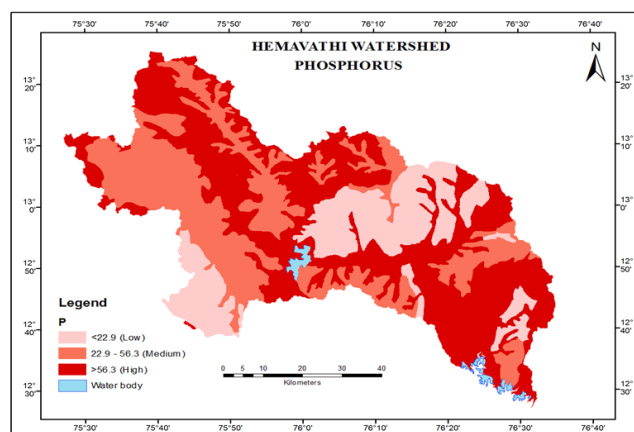 75°30' 75°40' 75°50' 76°0' 76°10' 76°20' 76°30' 76°40'
HEMAVATHI WATERSHED
PHOSPHORUS
N
13° 20' 13° 20'
13° 10' 13° 10'
13° 0' 13° 0'
12° 50' 12° 50'
12° 40' 12° 40'
12° 30' 12° 30'
Legend
P
<22.9 (Low)
22.9 - 56.3 (Medium)
>56.3 (High)
Water body
0 5 10 20 30 40
Kilometers
75°30' 75°40' 75°50' 76°0' 76°10' 76°20' 76°30' 76°40'